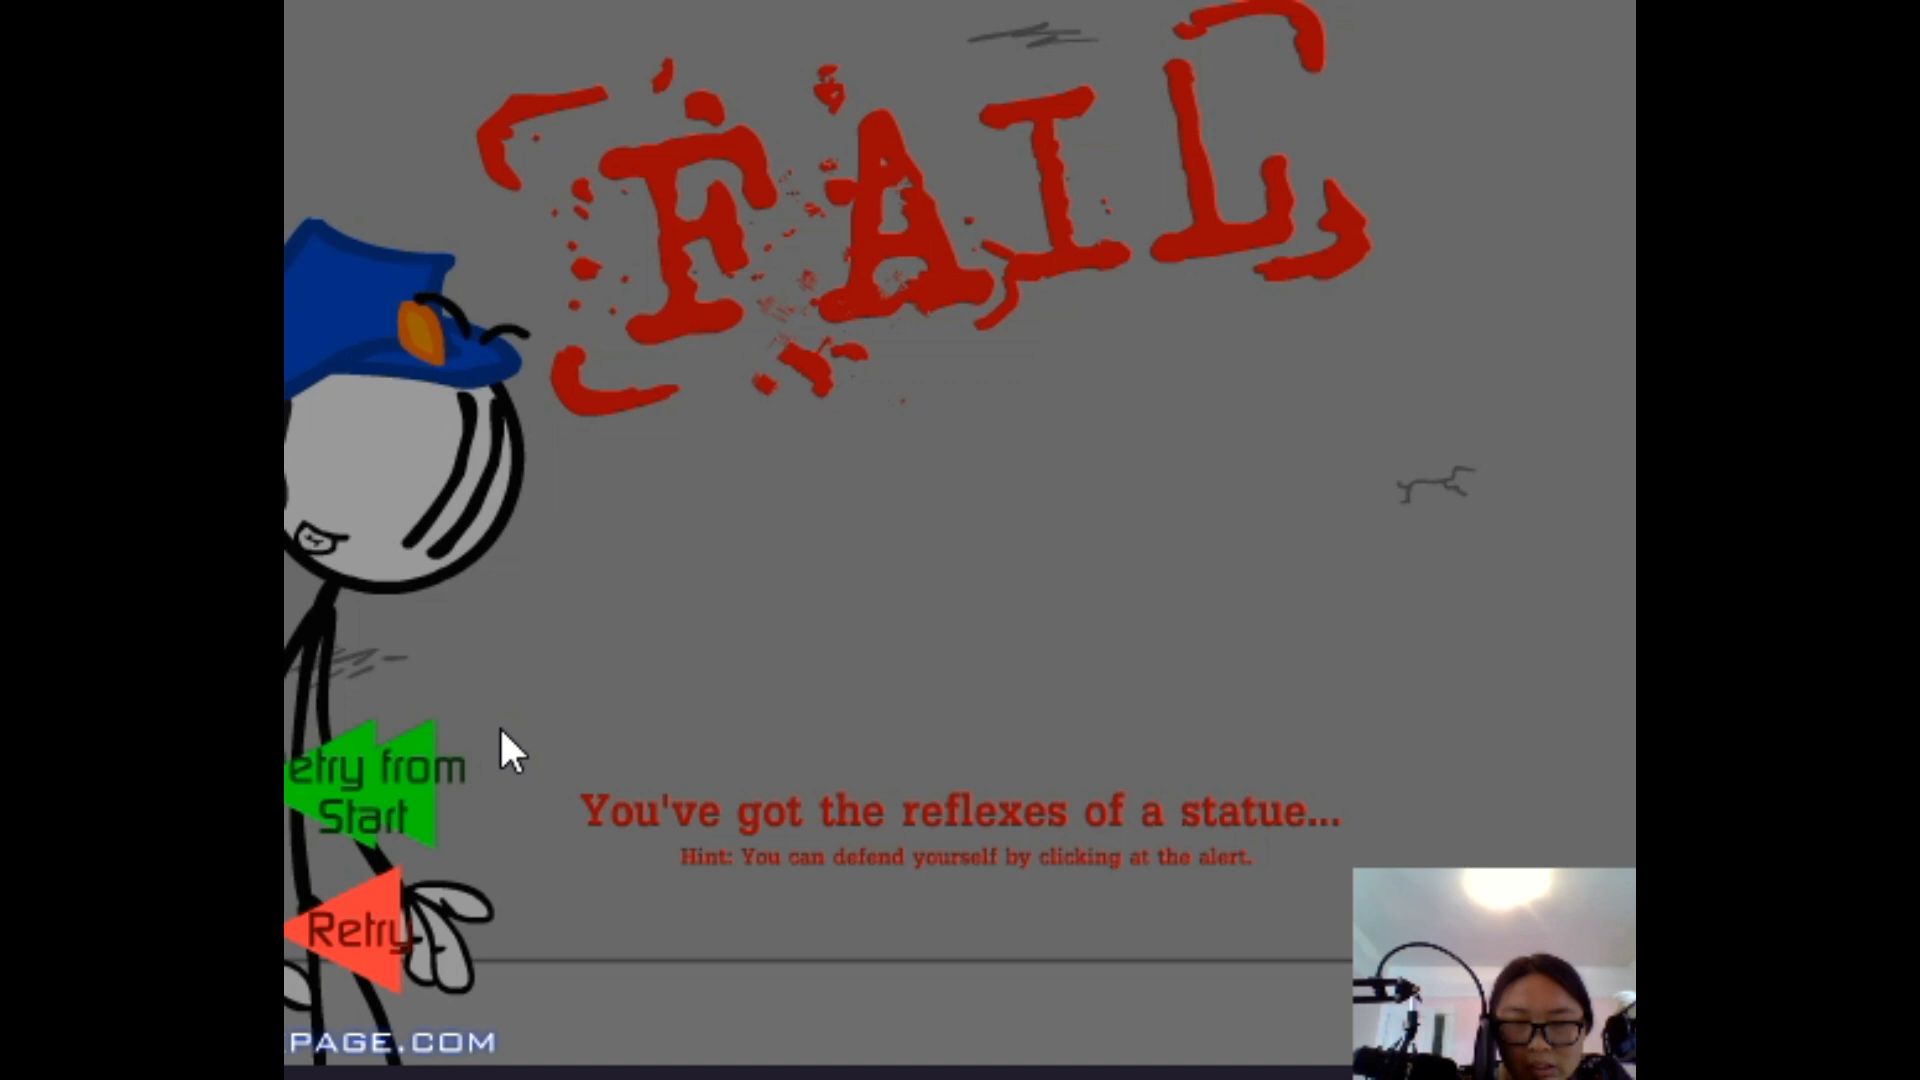 FAIL
etry from
Start
You've got the reflexes of a statue...
Hint: You can defend yourself by clicking at the alert.
Retry
PAGE.COM